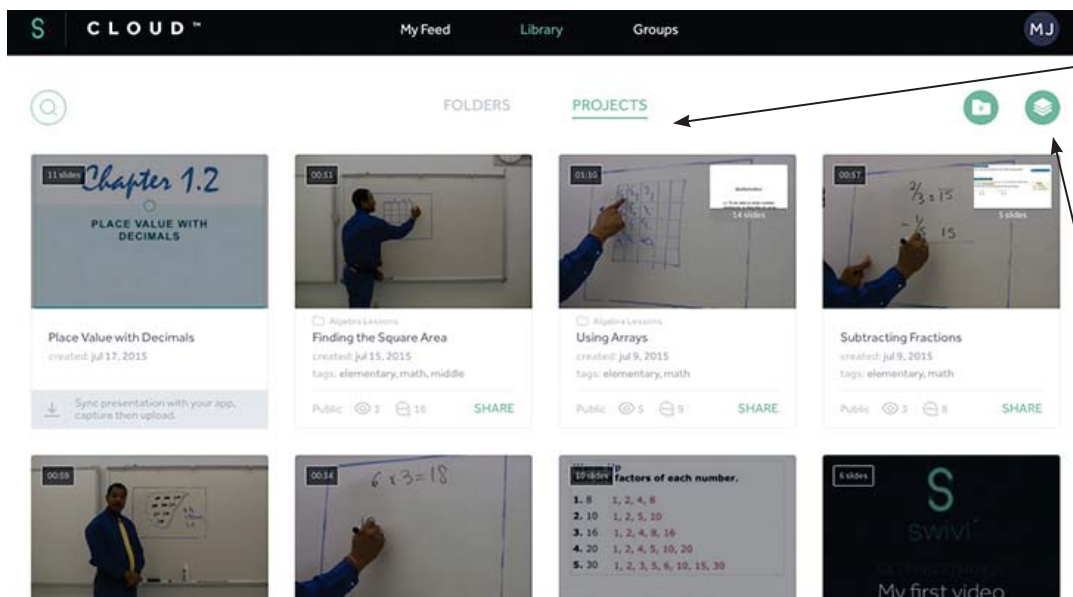 S CLOUD™ My Feed Library Groups MJ
FOLDERS PROJECTS
11 slides
Chapter 1.2
PLACE VALUE WITH
DECIMALS
Place Value with Decimals
created: jul 17, 2015
Sync presentation with your app,
capture then upload.
00:51
Algebra Lessons
Finding the Square Area
created: jul 15, 2015
tags: elementary, math, middle
Public 3 16 SHARE
01:10
14 slides
Algebra Lessons
Using Arrays
created: jul 9, 2015
tags: elementary, math
Public 5 9 SHARE
00:57
5 slides
2/3 = 15
15
Subtracting Fractions
created: jul 9, 2015
tags: elementary, math
Public 3 8 SHARE
00:59
00:34
6 x 3 = 18
10 slides
factors of each number.
1. 8 1, 2, 4, 8
2. 10 1, 2, 5, 10
3. 16 1, 2, 4, 8, 16
4. 20 1, 2, 4, 5, 10, 20
5. 30 1, 2, 3, 5, 6, 10, 15, 30
6 slides
S
swivl
My first video